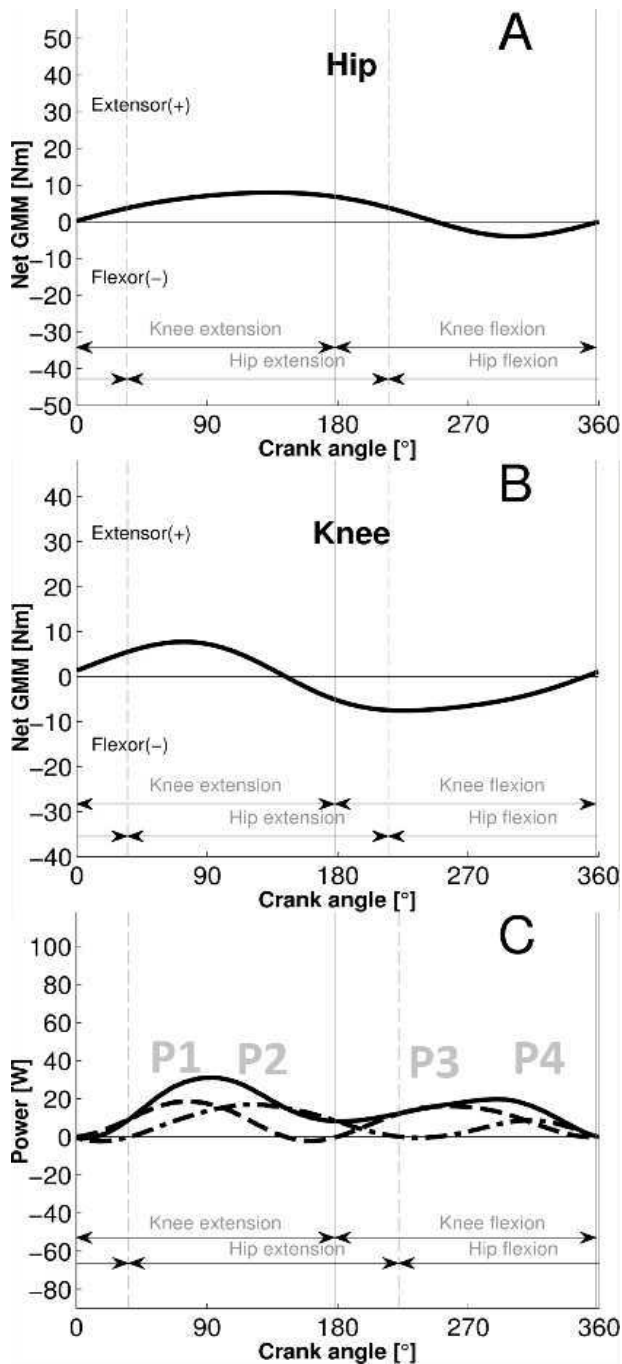 A
Hip
50
40
30
20
10
0
−10
−20
−30
−40
−50
Net GMM [Nm]
Extensor(+)
Flexor(−)
Knee extension
Knee flexion
Hip extension
Hip flexion
0 90 180 270 360
Crank angle [°]
B
Knee
40
30
20
10
0
−10
−20
−30
−40
Net GMM [Nm]
Extensor(+)
Flexor(−)
Knee extension
Knee flexion
Hip extension
Hip flexion
0 90 180 270 360
Crank angle [°]
C
100
80
60
40
20
0
−20
−40
−60
−80
Power [W]
P1 P2 P3 P4
Knee extension
Knee flexion
Hip extension
Hip flexion
0 90 180 270 360
Crank angle [°]